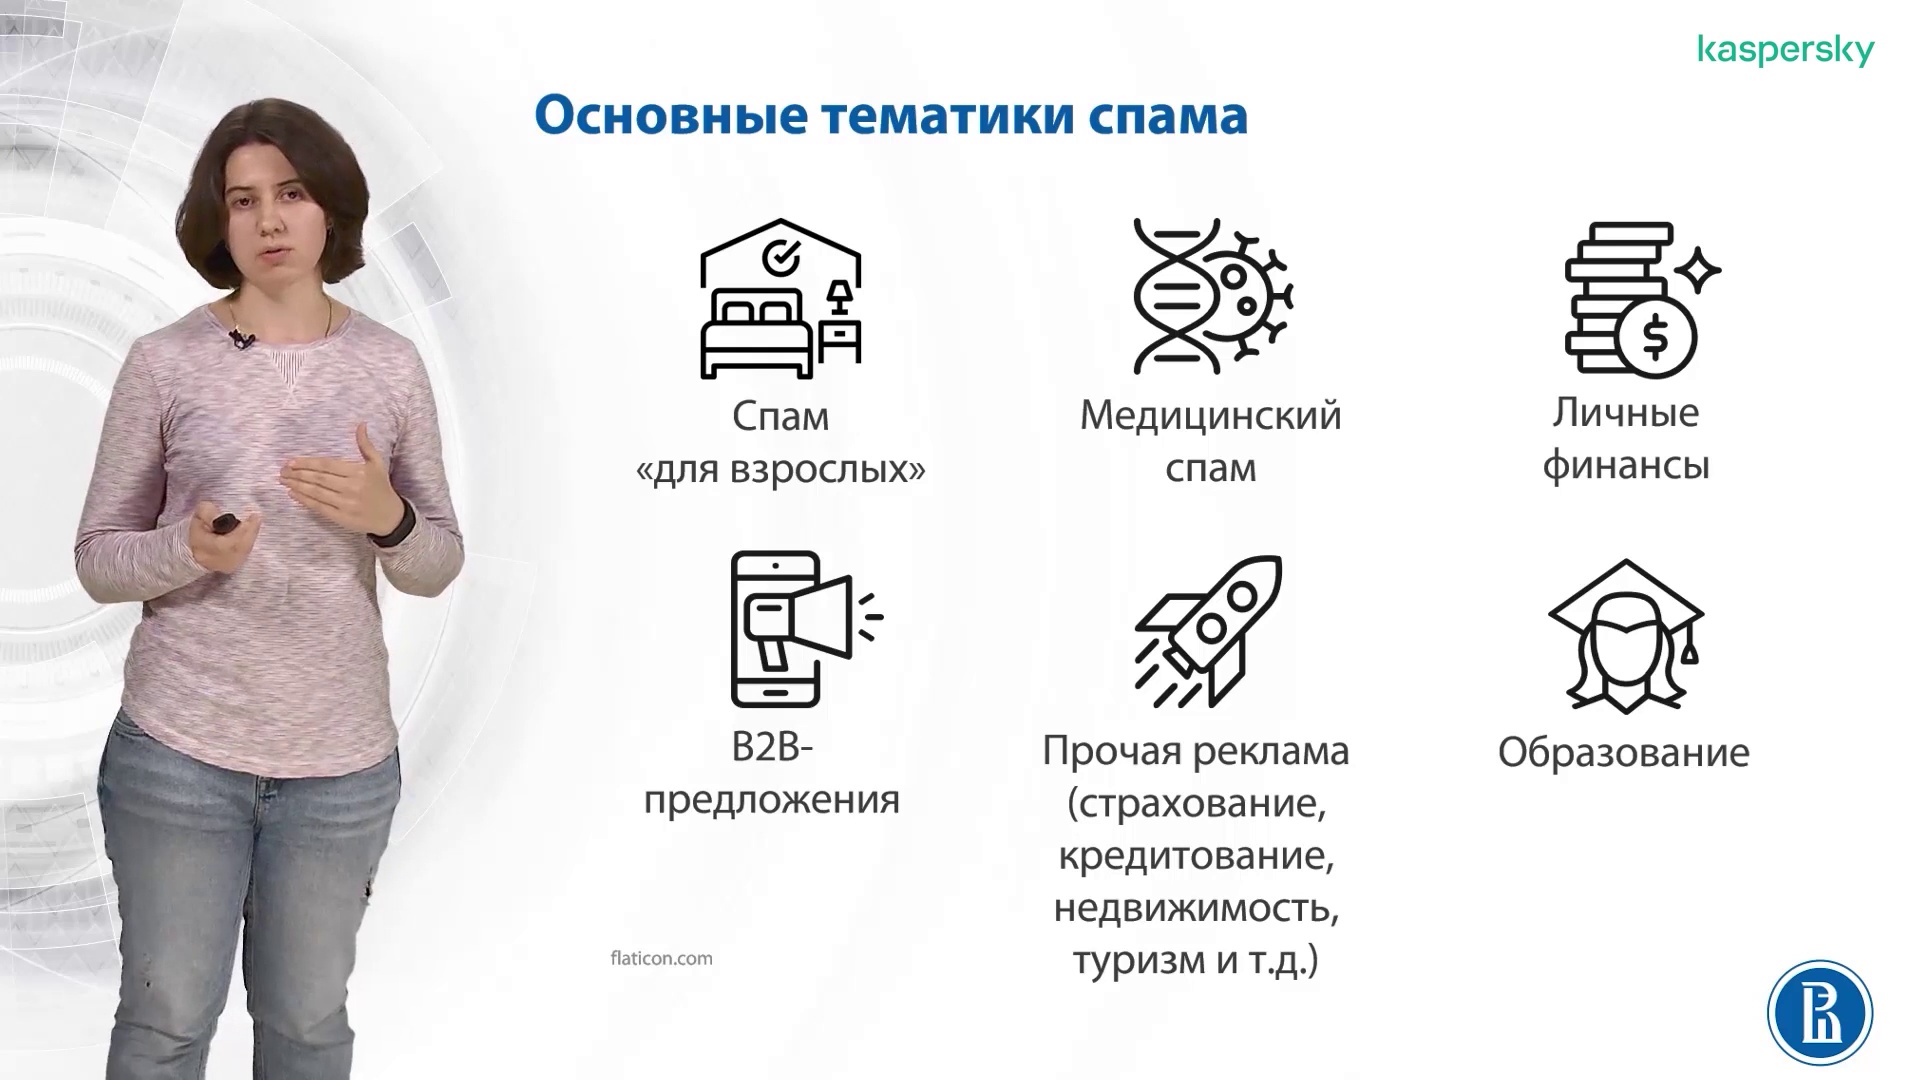 kaspersky
Основные тематики спама
Спам
«для взрослых»
Медицинский
спам
Личные
финансы
B2B-
предложения
Прочая реклама
(страхование,
кредитование,
недвижимость,
туризм и т.д.)
Образование
flaticon.com